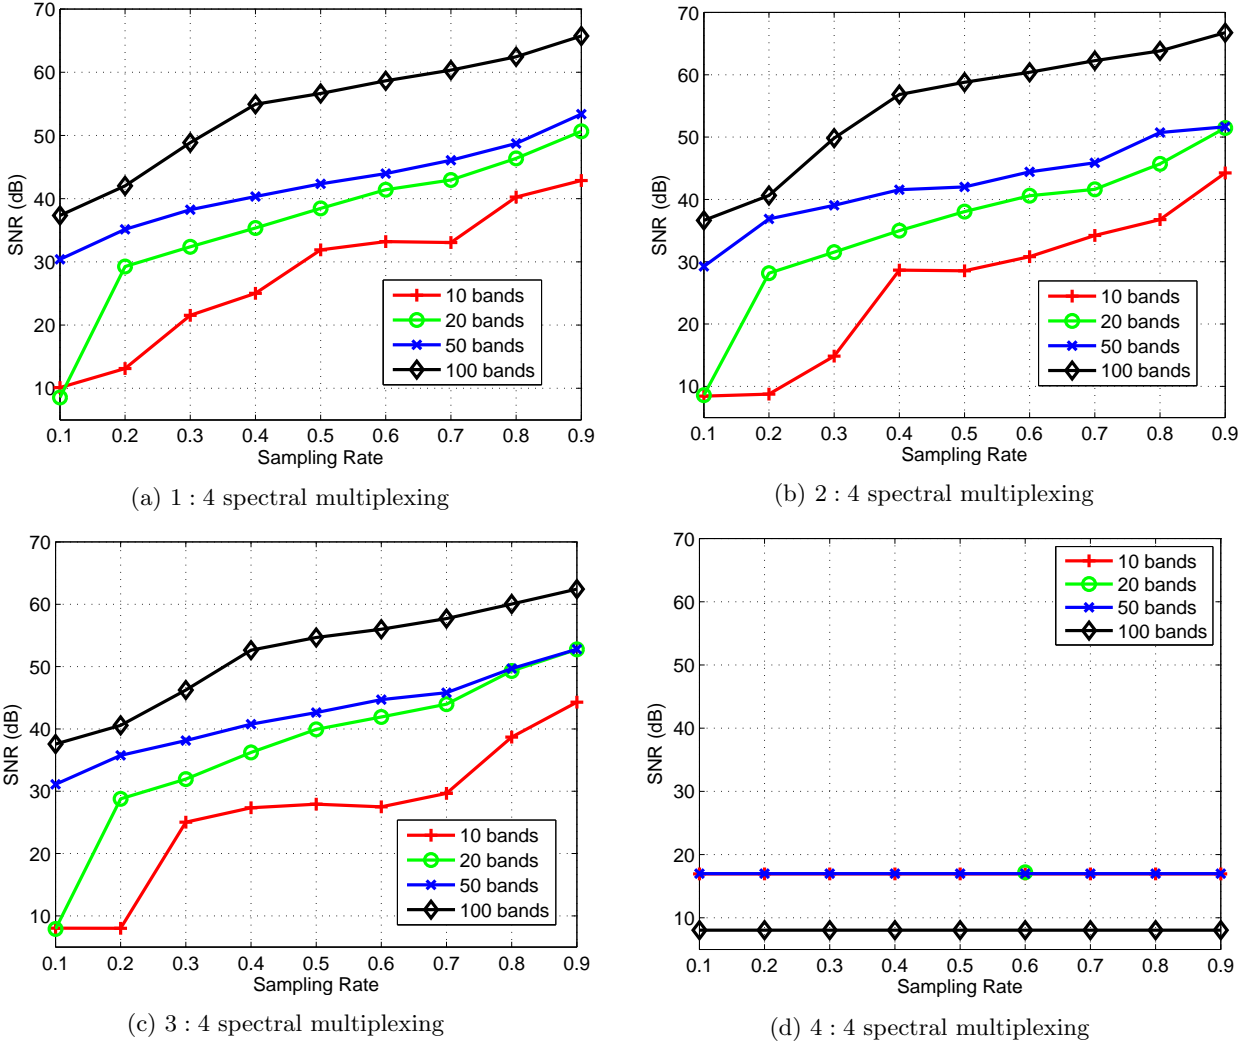 70
60
50
40
30
20
10
SNR (dB)
0.1 0.2 0.3 0.4 0.5 0.6 0.7 0.8 0.9
Sampling Rate
10 bands
20 bands
50 bands
100 bands
(a) 1 : 4 spectral multiplexing
70
60
50
40
30
20
10
SNR (dB)
0.1 0.2 0.3 0.4 0.5 0.6 0.7 0.8 0.9
Sampling Rate
10 bands
20 bands
50 bands
100 bands
(b) 2 : 4 spectral multiplexing
70
60
50
40
30
20
10
SNR (dB)
0.1 0.2 0.3 0.4 0.5 0.6 0.7 0.8 0.9
Sampling Rate
10 bands
20 bands
50 bands
100 bands
(c) 3 : 4 spectral multiplexing
70
60
50
40
30
20
10
SNR (dB)
0.1 0.2 0.3 0.4 0.5 0.6 0.7 0.8 0.9
Sampling Rate
10 bands
20 bands
50 bands
100 bands
(d) 4 : 4 spectral multiplexing